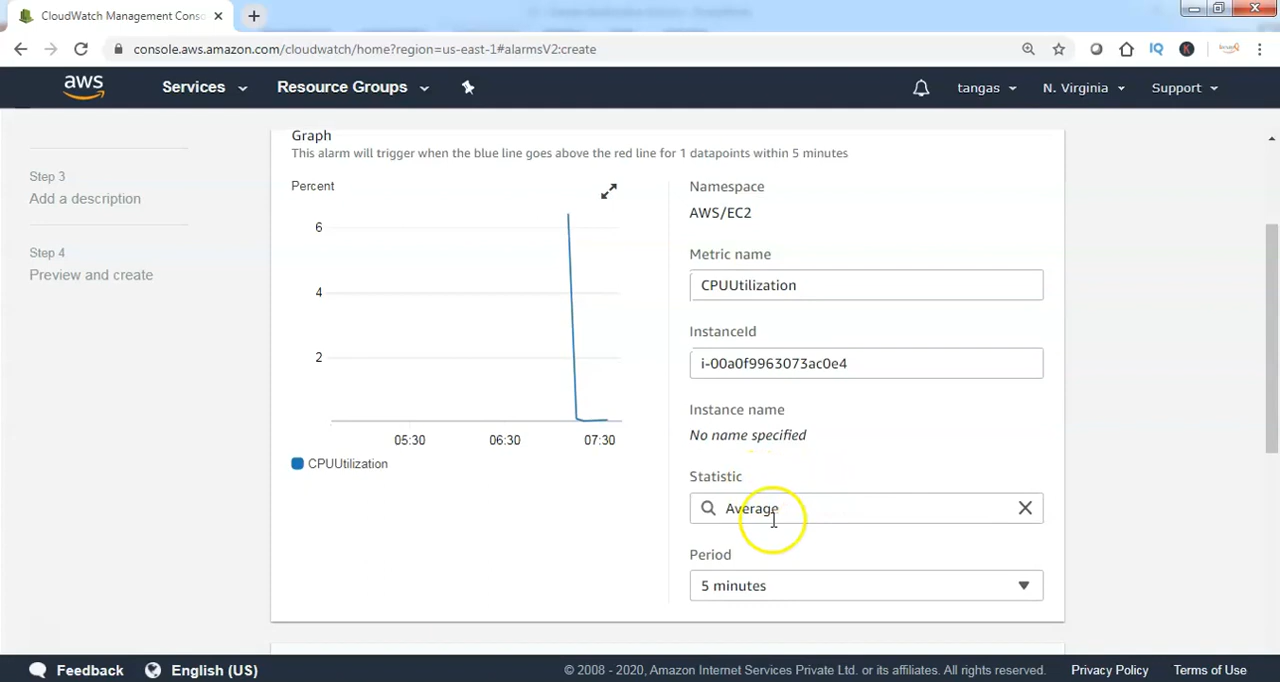 CloudWatch Management Conso
console.aws.amazon.com/cloudwatch/home?region=us-east-1#alarmsV2:create
IQ
K
aws
Services
Resource Groups
tangas
N. Virginia
Support
Graph
This alarm will trigger when the blue line goes above the red line for 1 datapoints within 5 minutes
Step 3
Add a description
Step 4
Preview and create
Percent
6
4
2
05:30 06:30 07:30
CPUUtilization
Namespace
AWS/EC2
Metric name
CPUUtilization
InstanceId
i-00a0f9963073ac0e4
Instance name
No name specified
Statistic
Average
Period
5 minutes
Feedback
English (US)
© 2008 - 2020, Amazon Internet Services Private Ltd. or its affiliates. All rights reserved.
Privacy Policy
Terms of Use